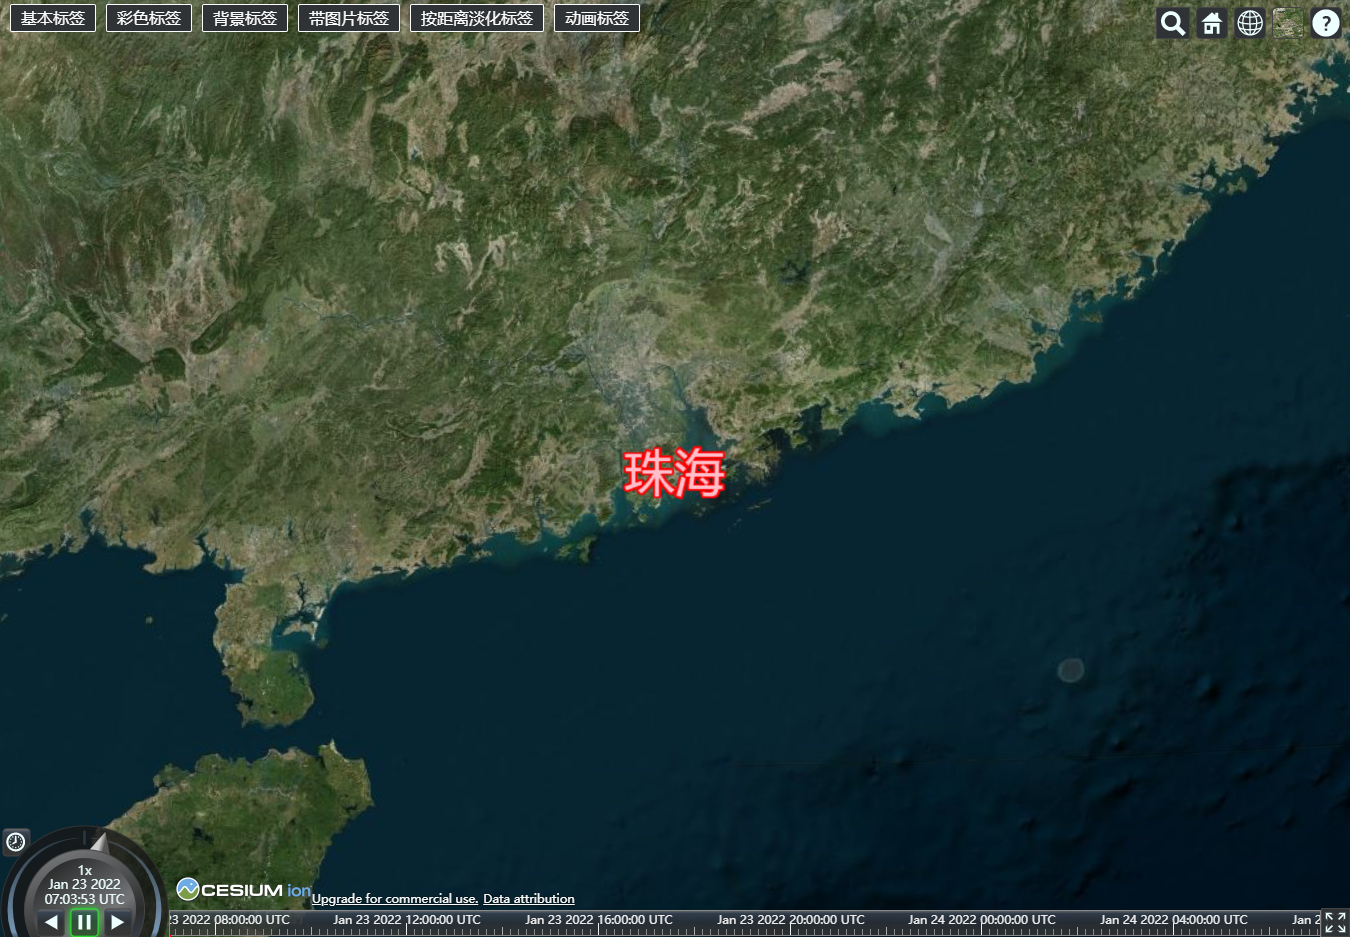 基本标签 彩色标签 背景标签 带图片标签 按距离淡化标签 动画标签
?
珠海
1x
Jan 23 2022
07:03:53 UTC
CESIUM ion Upgrade for commercial use. Data attribution
23 2022 08:00:00 UTC Jan 23 2022 12:00:00 UTC Jan 23 2022 16:00:00 UTC Jan 23 2022 20:00:00 UTC Jan 24 2022 00:00:00 UTC Jan 24 2022 04:00:00 UTC Jan 2